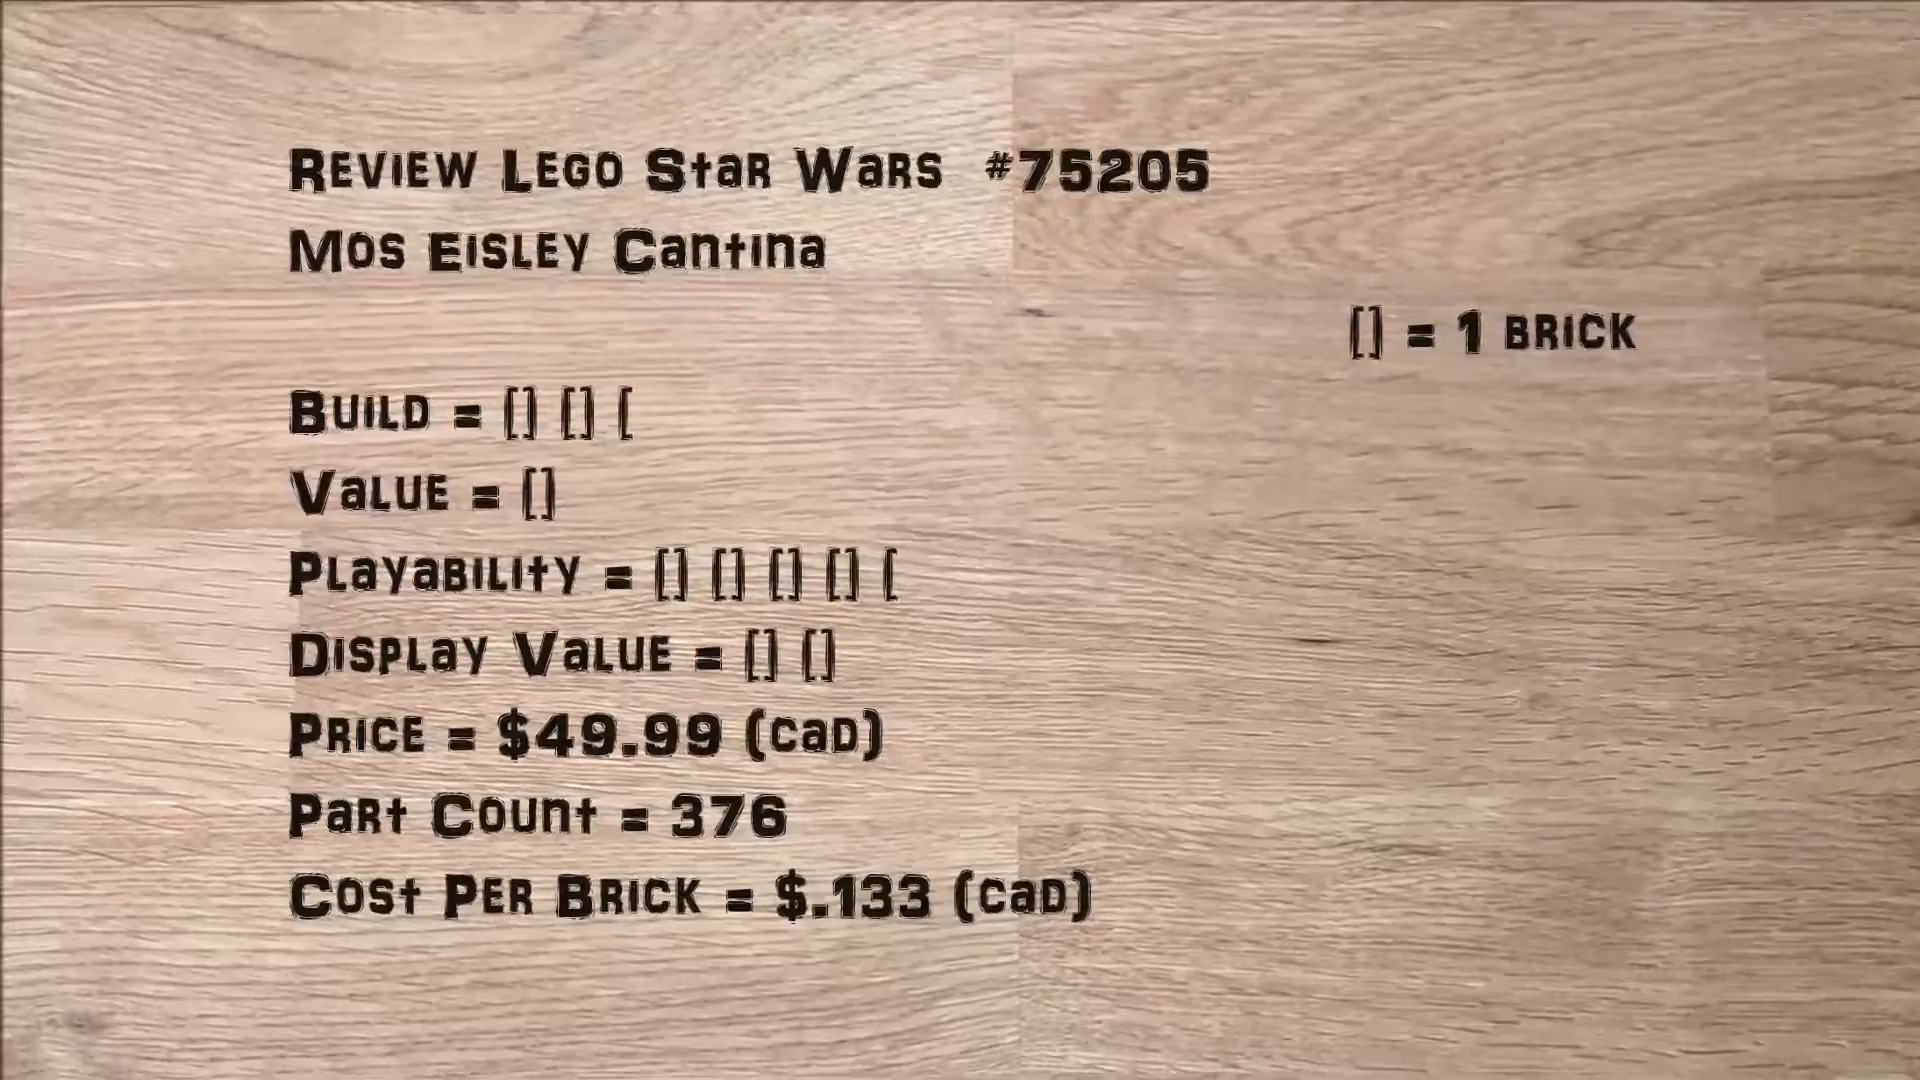 Review Lego Star Wars #75205
Mos Eisley Cantina
[] = 1 brick
Build = [] [] [
Value = []
Playability = [] [] [] [] [
Display Value = [] []
Price = $49.99 (CAD)
Part Count = 376
Cost Per Brick = $.133 (CAD)